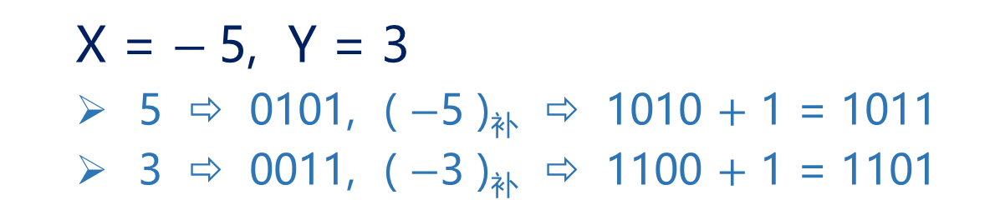 X = – 5, Y = 3
➢ 5 ⇨ 0101, ( –5 )补 ⇨ 1010 + 1 = 1011
➢ 3 ⇨ 0011, ( –3 )补 ⇨ 1100 + 1 = 1101